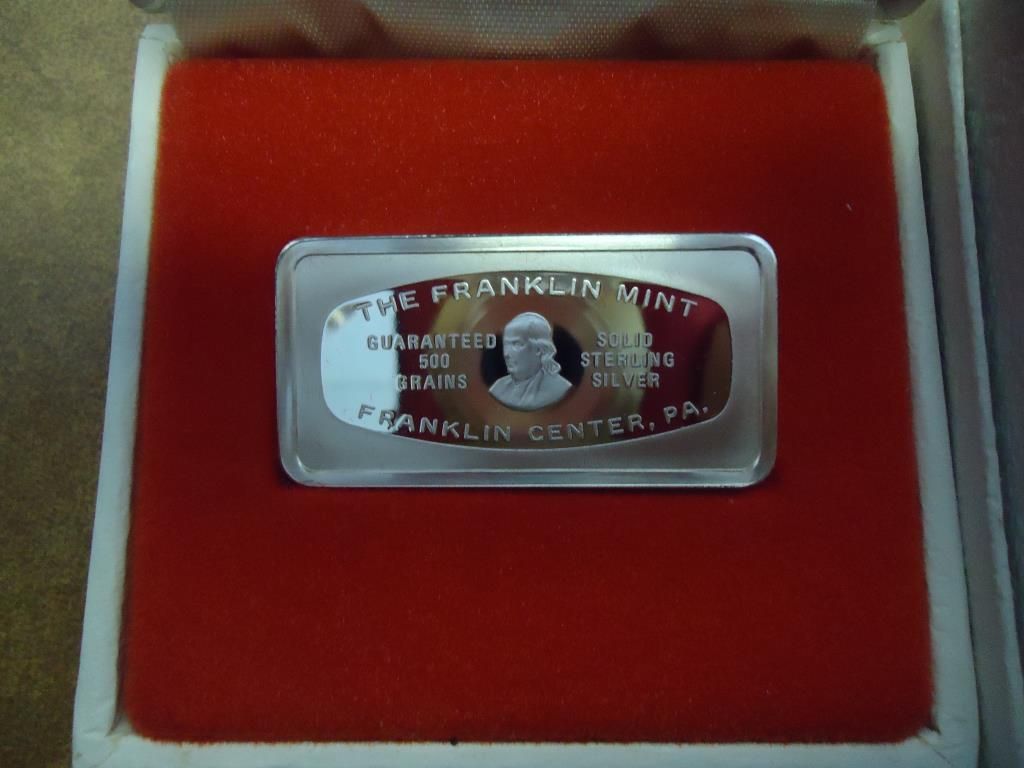 THE FRANKLIN MINT
GUARANTEED
500
GRAINS
SOLID
STERLING
SILVER
FRANKLIN CENTER, PA.